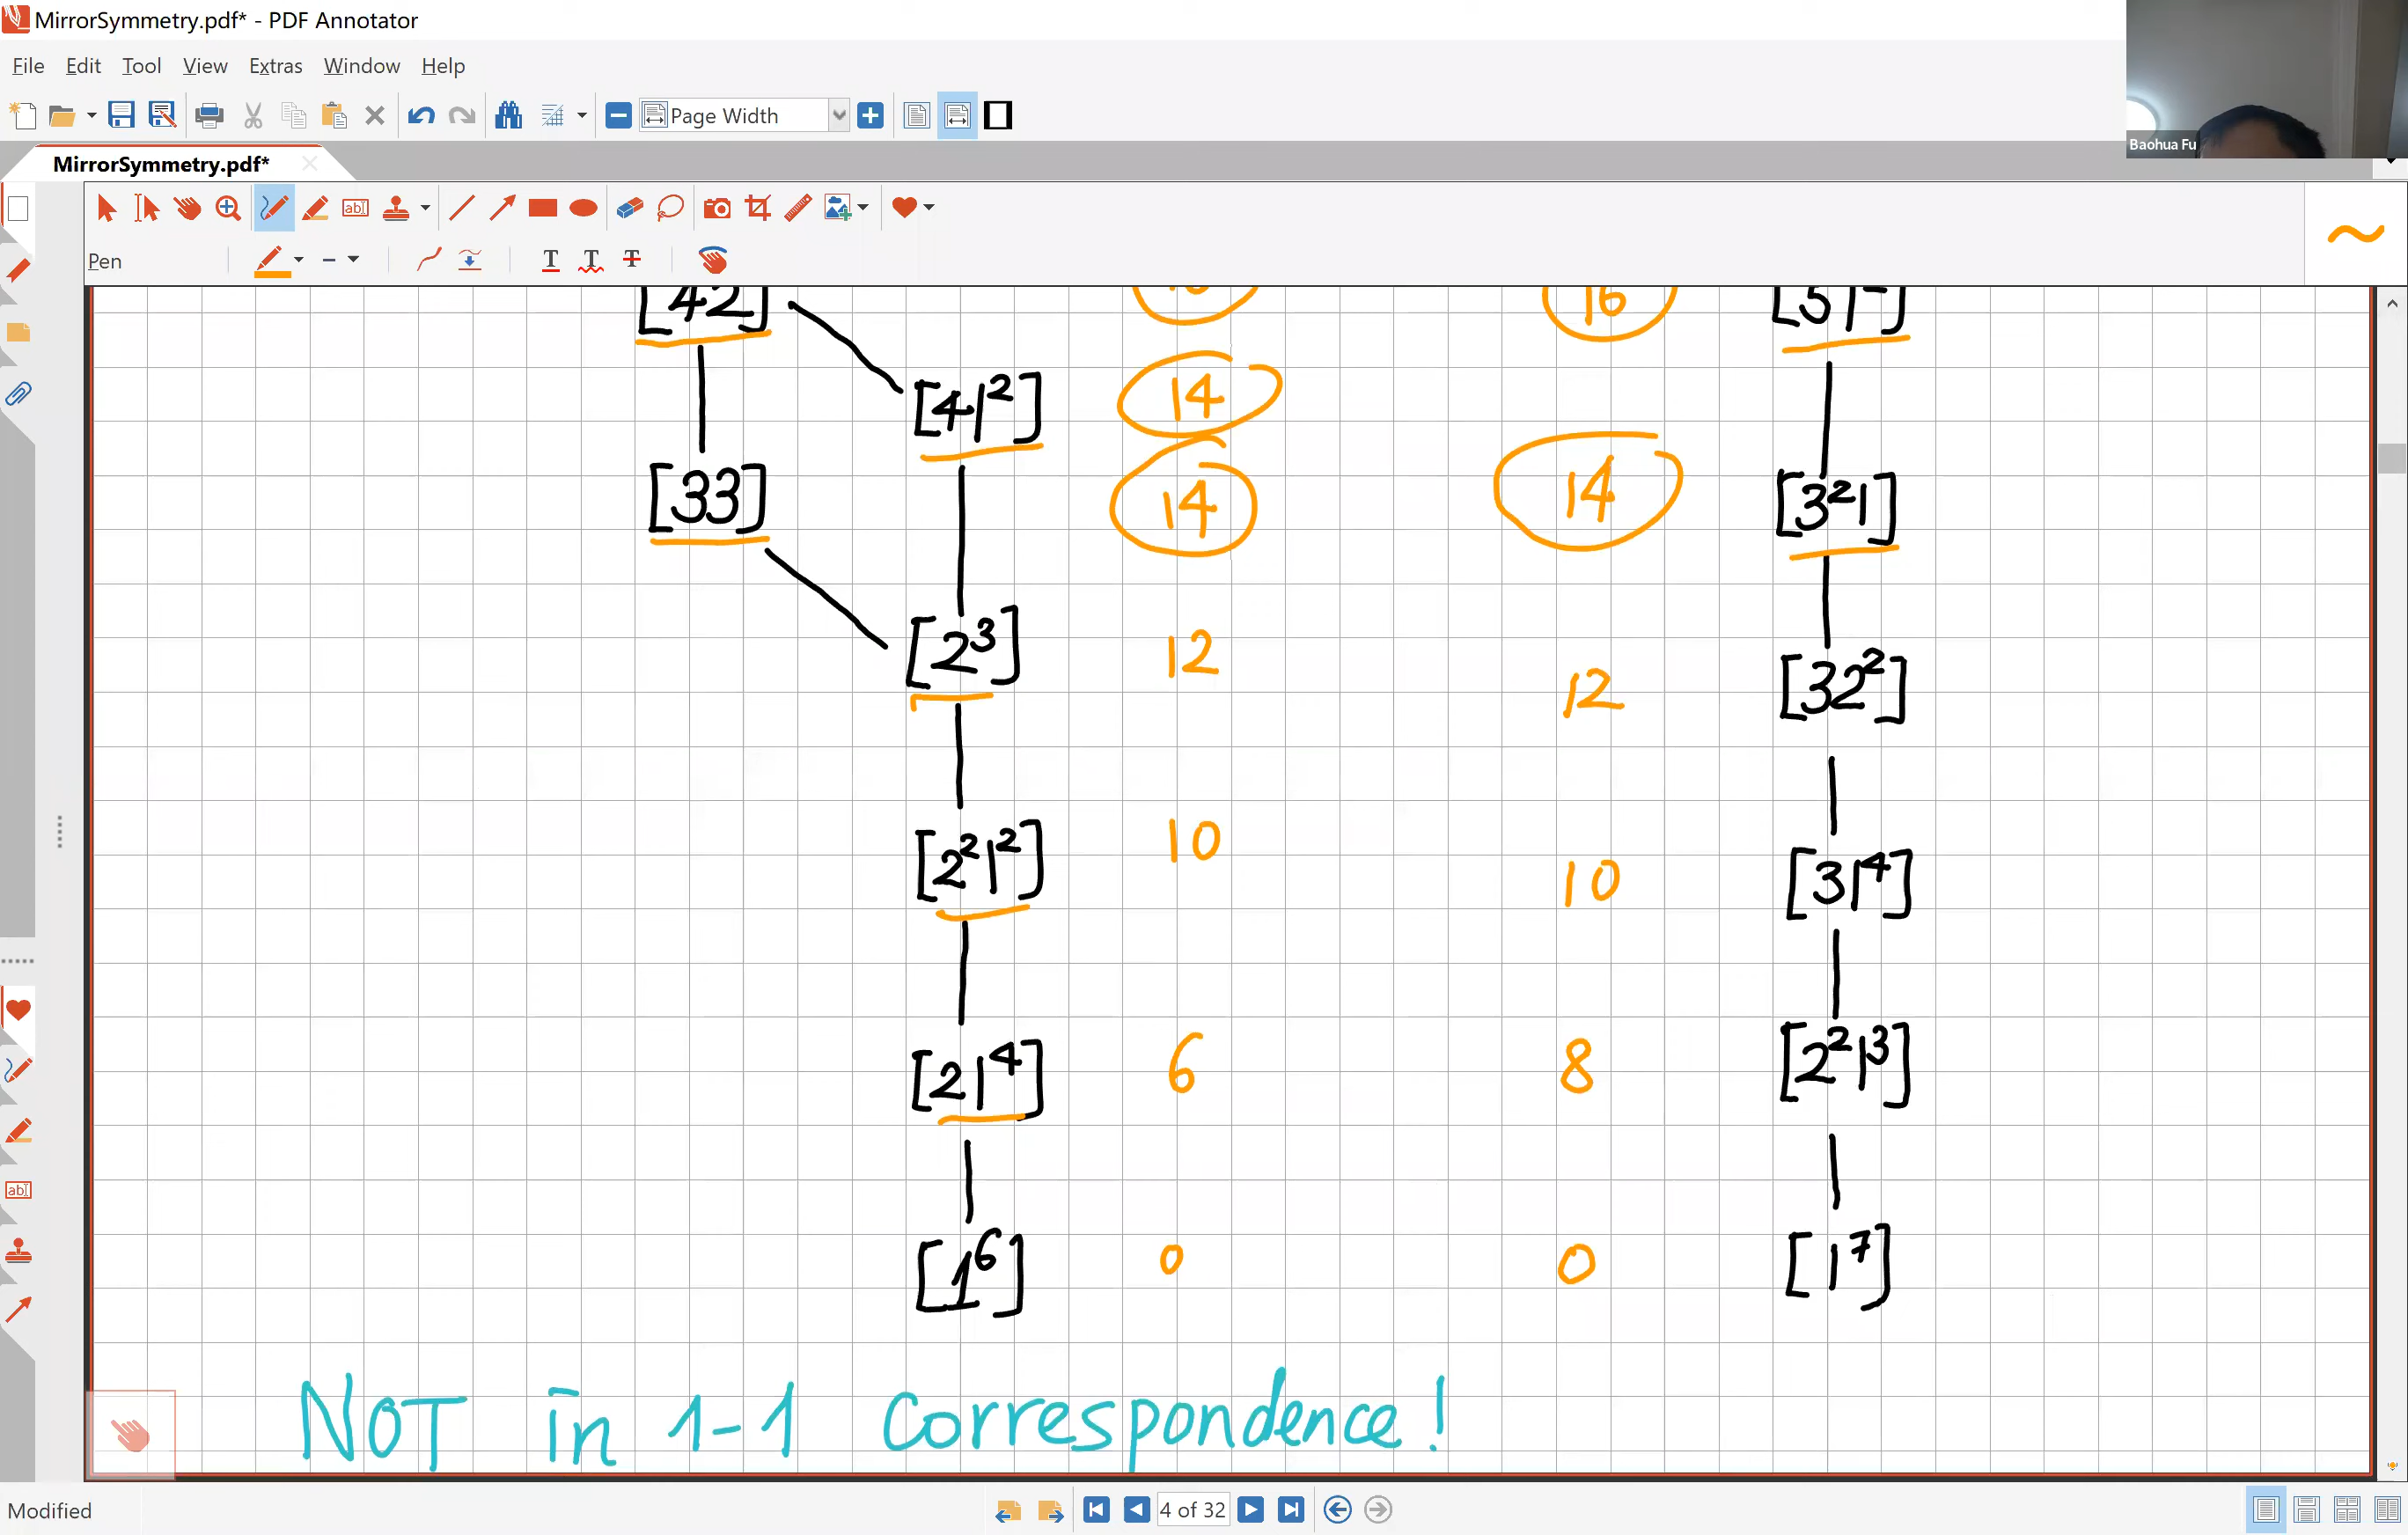 MirrorSymmetry.pdf* - PDF Annotator
File Edit Tool View Extras Window Help
Page Width
Baohua Fu
MirrorSymmetry.pdf*
Pen
[42] 16
[41²] 14
[33] 14 14 [3²1]
[2³] 12 12 [32²]
[2²1²] 10 10 [31⁴]
[21⁴] 6 8 [2²1³]
[1⁶] 0 0 [1⁷]
NOT in 1-1 Correspondence!
Modified 4 of 32